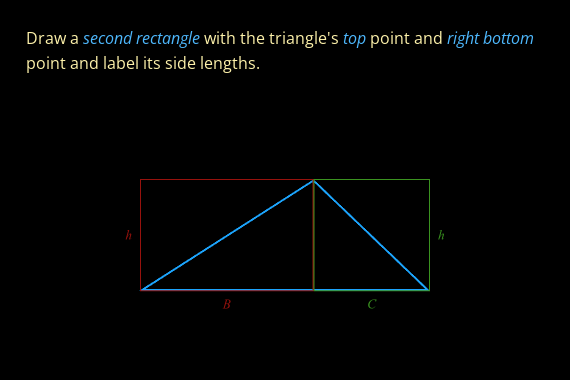 Draw a second rectangle with the triangle's top point and right bottom
point and label its side lengths.
h
h
B
C